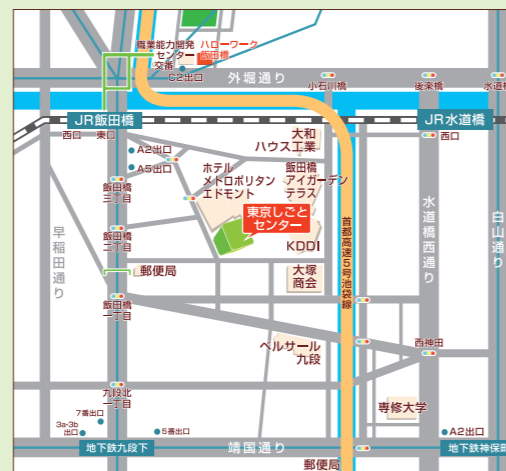 職業能力開発
センター
ハローワーク
飯田橋
交番
C2出口
外堀通り
小石川橋
後楽橋
水道橋
JR飯田橋
JR水道橋
西口
東口
西口
A2出口
A5出口
大和
ハウス工業
ホテル
メトロポリタン
エドモント
飯田橋
アイガーデン
テラス
飯田橋
三丁目
東京しごと
センター
首都高速5号池袋線
水道橋西通り
白山通り
早稲田通り
飯田橋
二丁目
KDDI
郵便局
大塚
商会
飯田橋
一丁目
ベルサール
九段
西神田
九段北
一丁目
専修大学
7番出口
3a・3b
出口
5番出口
A2出口
地下鉄九段下
靖国通り
地下鉄神保町
郵便局